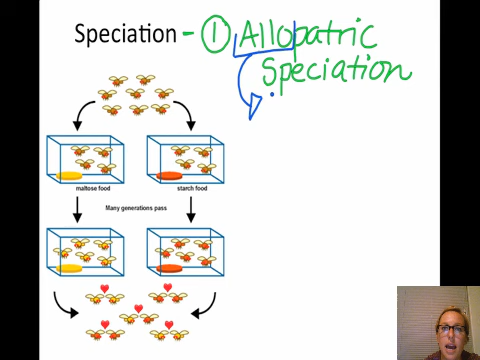 Speciation - ① Allopatric
Speciation
maltose food
starch food
Many generations pass